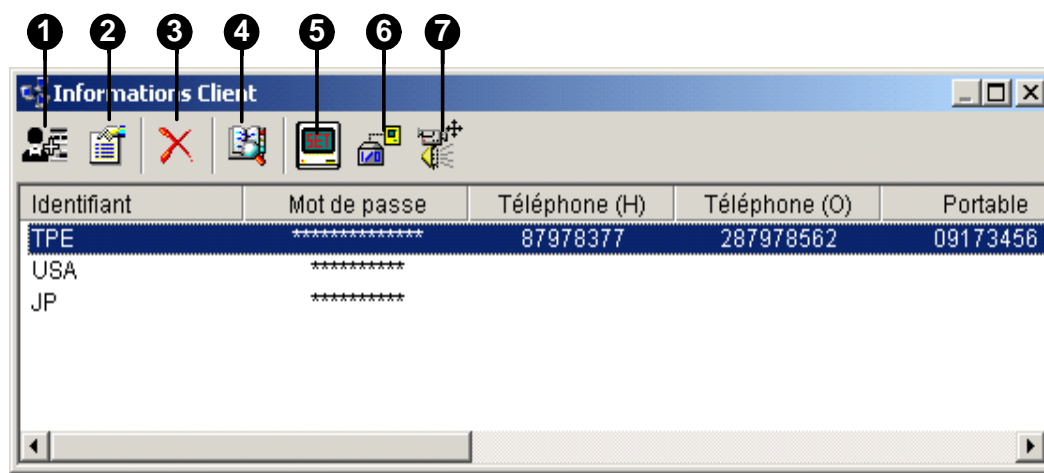 1 2 3 4 5 6 7
Informations Client
SET
I/O
Identifiant Mot de passe Téléphone (H) Téléphone (O) Portable
TPE ************** 87978377 287978562 09173456
USA **********
JP **********